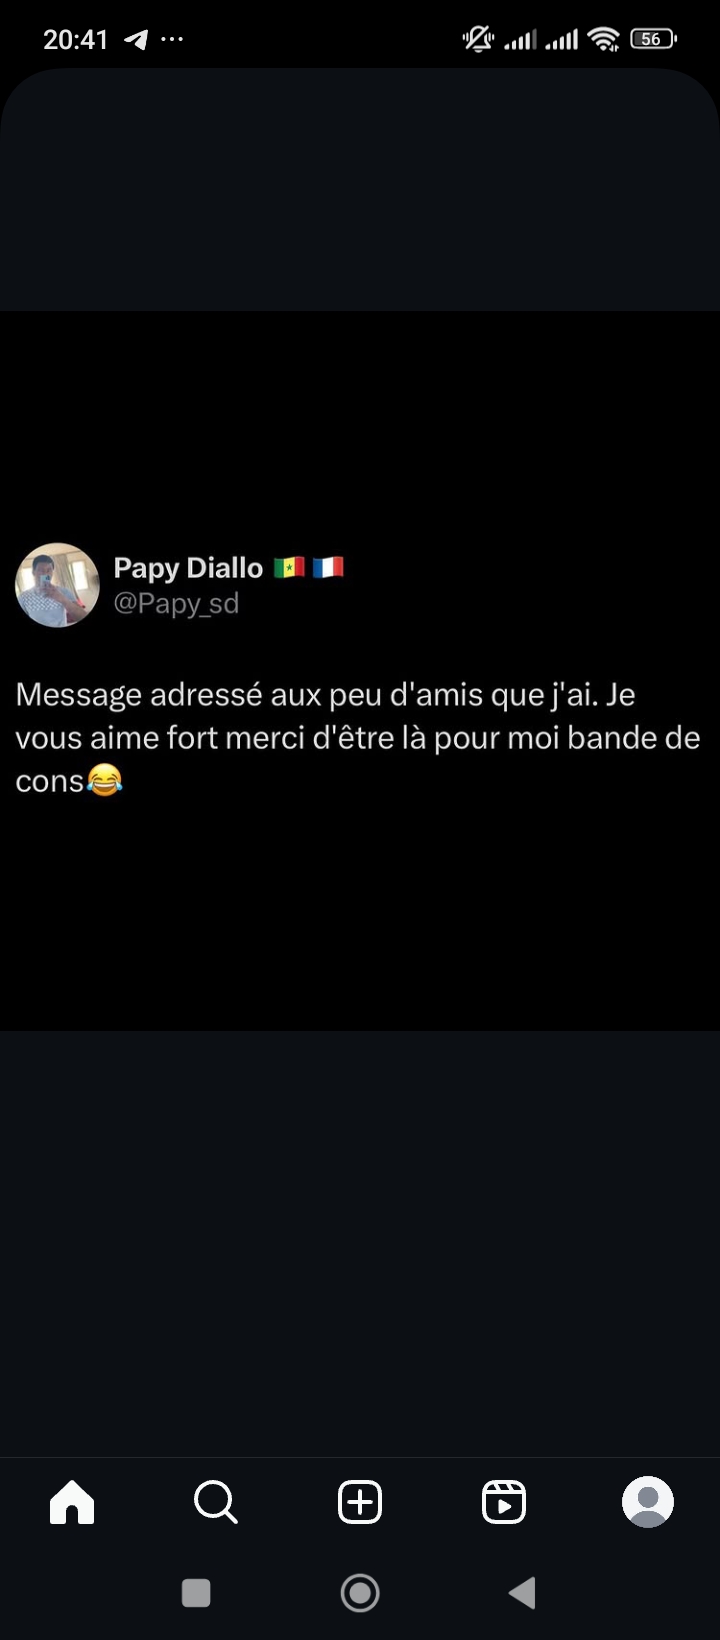 20:41
56
Papy Diallo 🇸🇳 🇫🇷
@Papy_sd
Message adressé aux peu d'amis que j'ai. Je
vous aime fort merci d'être là pour moi bande de
cons😂